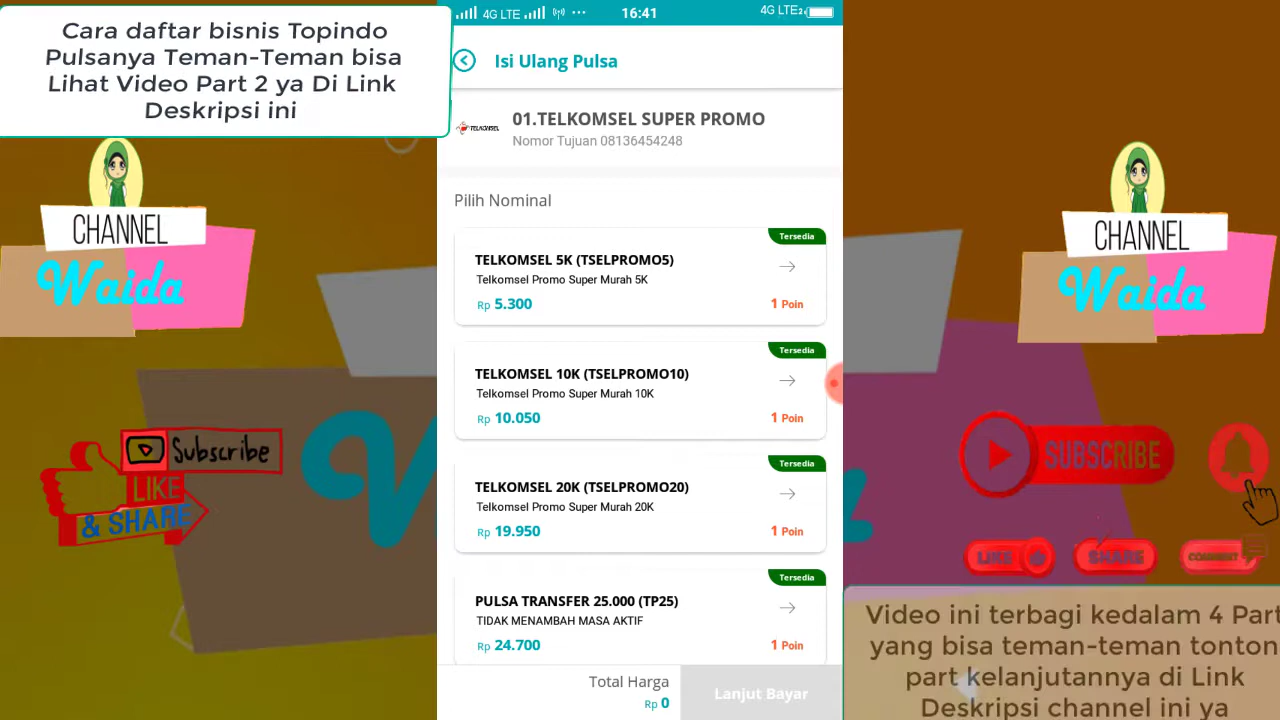 Cara daftar bisnis Topindo
Pulsanya Teman-Teman bisa
Lihat Video Part 2 ya Di Link
Deskripsi ini
CHANNEL
Waida
Subscribe
LIKE
& SHARE
4G LTE
16:41
4G LTE2
Isi Ulang Pulsa
TELKOMSEL
01.TELKOMSEL SUPER PROMO
Nomor Tujuan 08136454248
Pilih Nominal
Tersedia
TELKOMSEL 5K (TSELPROMO5)
Telkomsel Promo Super Murah 5K
Rp 5.300
1 Poin
Tersedia
TELKOMSEL 10K (TSELPROMO10)
Telkomsel Promo Super Murah 10K
Rp 10.050
1 Poin
Tersedia
TELKOMSEL 20K (TSELPROMO20)
Telkomsel Promo Super Murah 20K
Rp 19.950
1 Poin
Tersedia
PULSA TRANSFER 25.000 (TP25)
TIDAK MENAMBAH MASA AKTIF
Rp 24.700
1 Poin
Total Harga
Rp 0
Lanjut Bayar
CHANNEL
Waida
SUBSCRIBE
LIKE
SHARE
COMMENT
Video ini terbagi kedalam 4 Part
yang bisa teman-teman tonton
part kelanjutannya di Link
Deskripsi channel ini ya